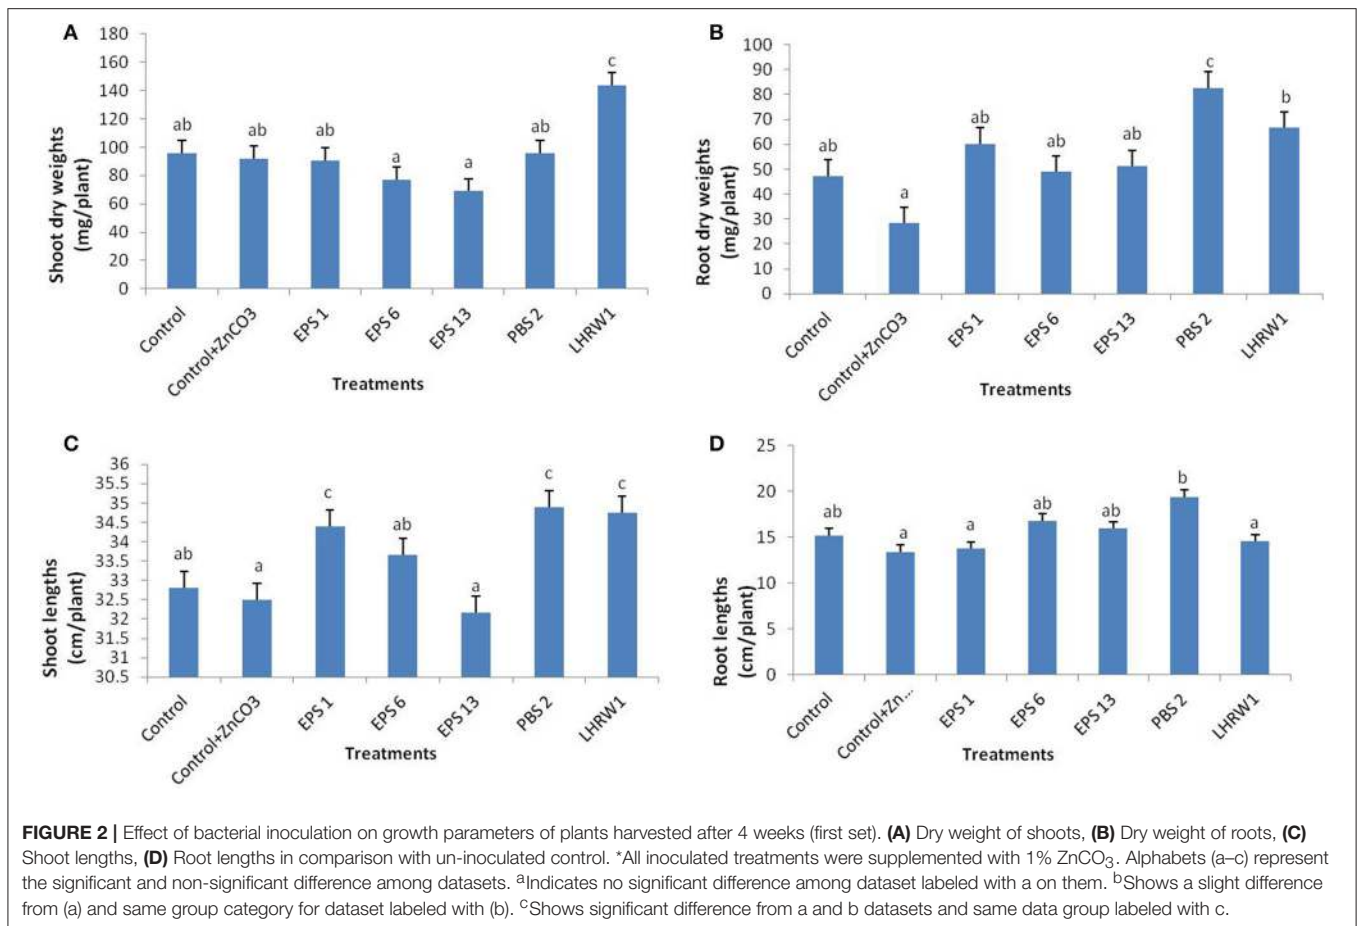 A
180
160
140
120
100
80
60
40
20
0
Shoot dry weights
(mg/plant)
ab
ab
ab
a
a
ab
c
Control
Control+ZnCO3
EPS 1
EPS 6
EPS 13
PBS 2
LHRW1
Treatments
B
100
90
80
70
60
50
40
30
20
10
0
Root dry weights
(mg/plant)
ab
a
ab
ab
ab
c
b
Control
Control+ZnCO3
EPS 1
EPS 6
EPS 13
PBS 2
LHRW1
Treatments
C
36
35.5
35
34.5
34
33.5
33
32.5
32
31.5
31
30.5
Shoot lengths
(cm/plant)
ab
a
c
ab
a
c
c
Control
Control+ZnCO3
EPS 1
EPS 6
EPS 13
PBS 2
LHRW1
Treatments
D
25
20
15
10
5
0
Root lengths
(cm/plant)
ab
a
a
ab
ab
b
a
Control
Control+Zn...
EPS 1
EPS 6
EPS 13
PBS 2
LHRW1
Treatments
FIGURE 2 | Effect of bacterial inoculation on growth parameters of plants harvested after 4 weeks (first set). (A) Dry weight of shoots, (B) Dry weight of roots, (C)
Shoot lengths, (D) Root lengths in comparison with un-inoculated control. *All inoculated treatments were supplemented with 1% ZnCO₃. Alphabets (a–c) represent
the significant and non-significant difference among datasets. ᵃIndicates no significant difference among dataset labeled with a on them. ᵇShows a slight difference
from (a) and same group category for dataset labeled with (b). ᶜShows significant difference from a and b datasets and same data group labeled with c.